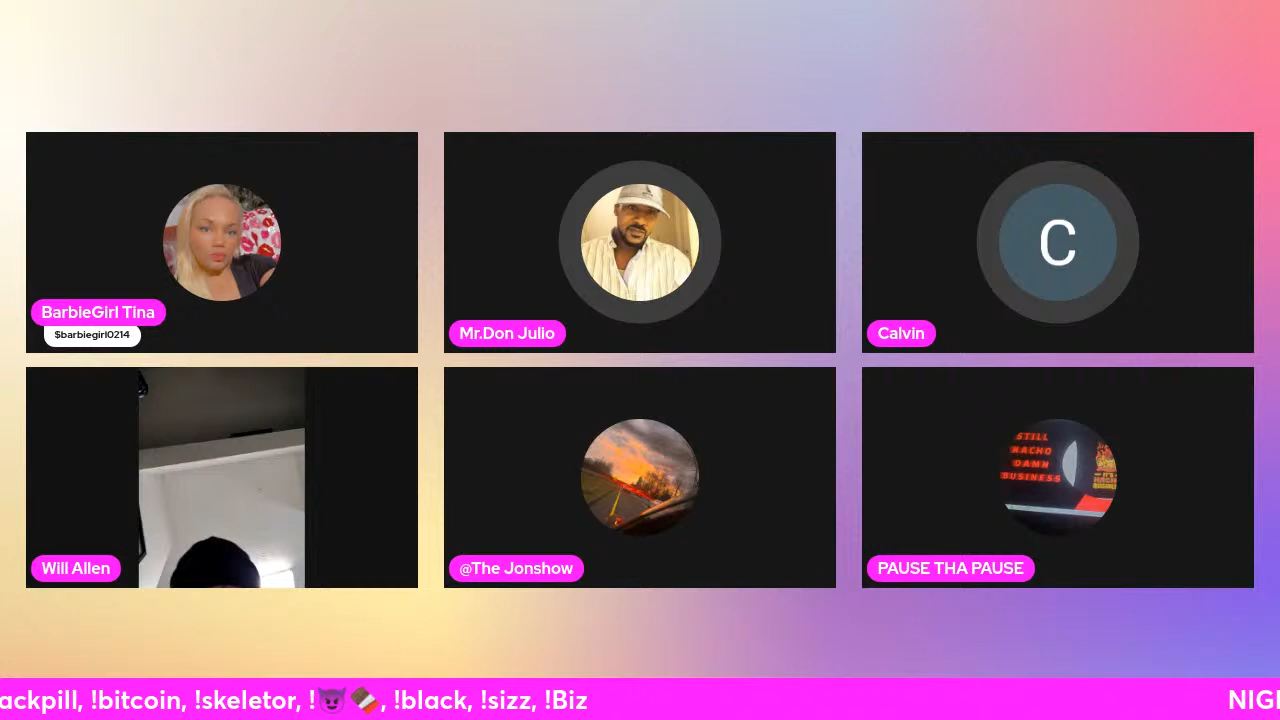 BarbieGirl Tina
$barbiegirl0214
Mr.Don Julio
C
Calvin
Will Allen
@The Jonshow
STILL
NACHO
DAMN
BUSINESS
PAUSE THA PAUSE
ackpill, !bitcoin, !skeletor, !😈🍫, !black, !sizz, !Biz
NIG